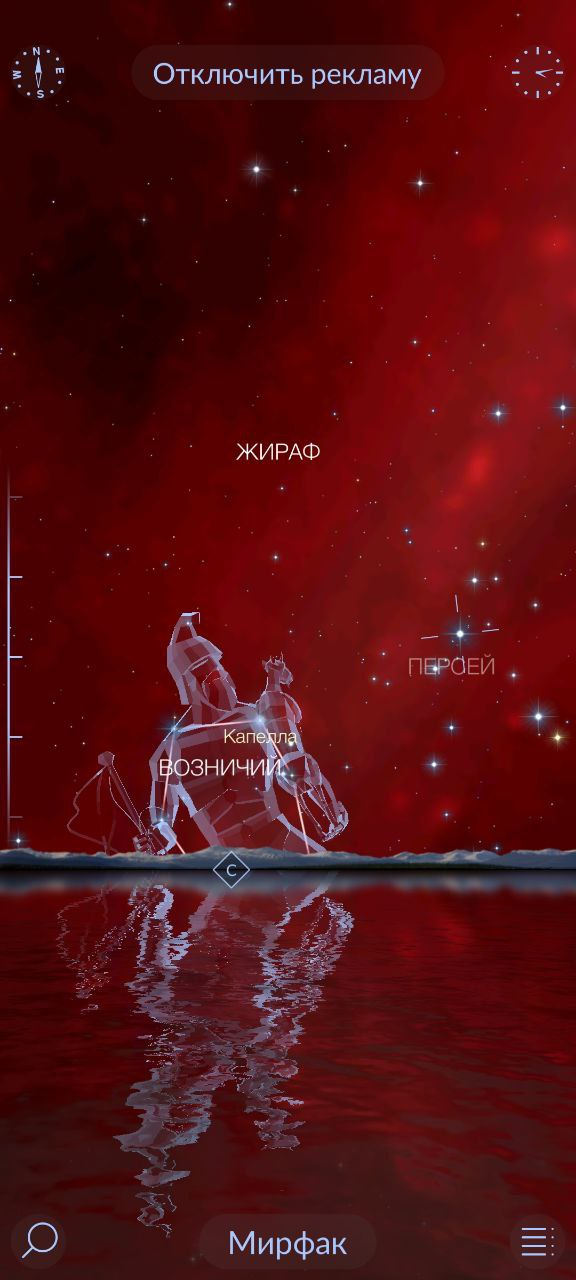 N
W E
S
Отключить рекламу
ЖИРАФ
ПЕРСЕЙ
Капелла
ВОЗНИЧИЙ
С
Мирфак